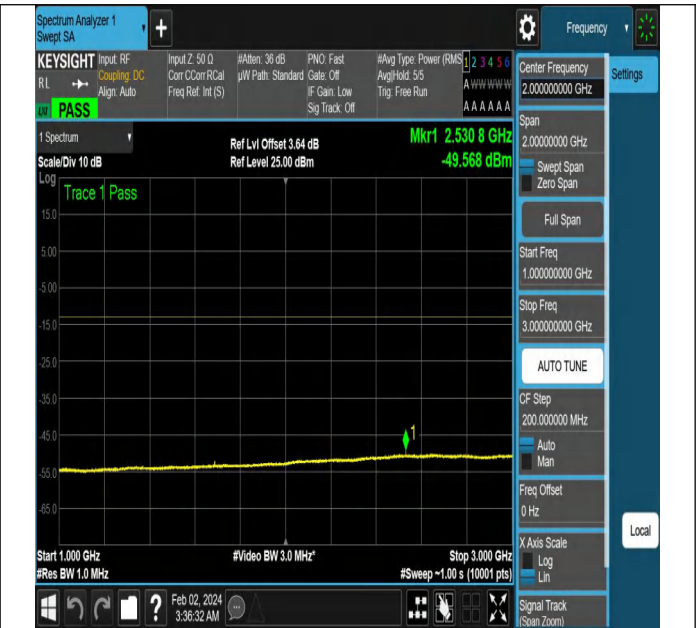 Spectrum Analyzer 1
Swept SA
Frequency
KEYSIGHT
RL
Input: RF
Coupling: DC
Align: Auto
Input Z: 50 Ω
Corr CCorr RCal
Freq Ref: Int (S)
#Atten: 36 dB
µW Path: Standard
PNO: Fast
Gate: Off
IF Gain: Low
Sig Track: Off
#Avg Type: Power (RMS)
Avg|Hold: 5/5
Trig: Free Run
1 2 3 4 5 6
A W W W W W
A A A A A A
PASS
1 Spectrum
Scale/Div 10 dB
Ref Lvl Offset 3.64 dB
Ref Level 25.00 dBm
Mkr1 2.530 8 GHz
-49.568 dBm
Log
Trace 1 Pass
15.0
5.00
-5.00
-15.0
-25.0
-35.0
-45.0
-55.0
-65.0
1
Start 1.000 GHz
#Res BW 1.0 MHz
#Video BW 3.0 MHz*
Stop 3.000 GHz
#Sweep ~1.00 s (10001 pts)
Feb 02, 2024
3:36:32 AM
Center Frequency
2.000000000 GHz
Span
2.00000000 GHz
Swept Span
Zero Span
Full Span
Start Freq
1.000000000 GHz
Stop Freq
3.000000000 GHz
AUTO TUNE
CF Step
200.000000 MHz
Auto
Man
Freq Offset
0 Hz
X Axis Scale
Log
Lin
Signal Track
(Span Zoom)
Settings
Local